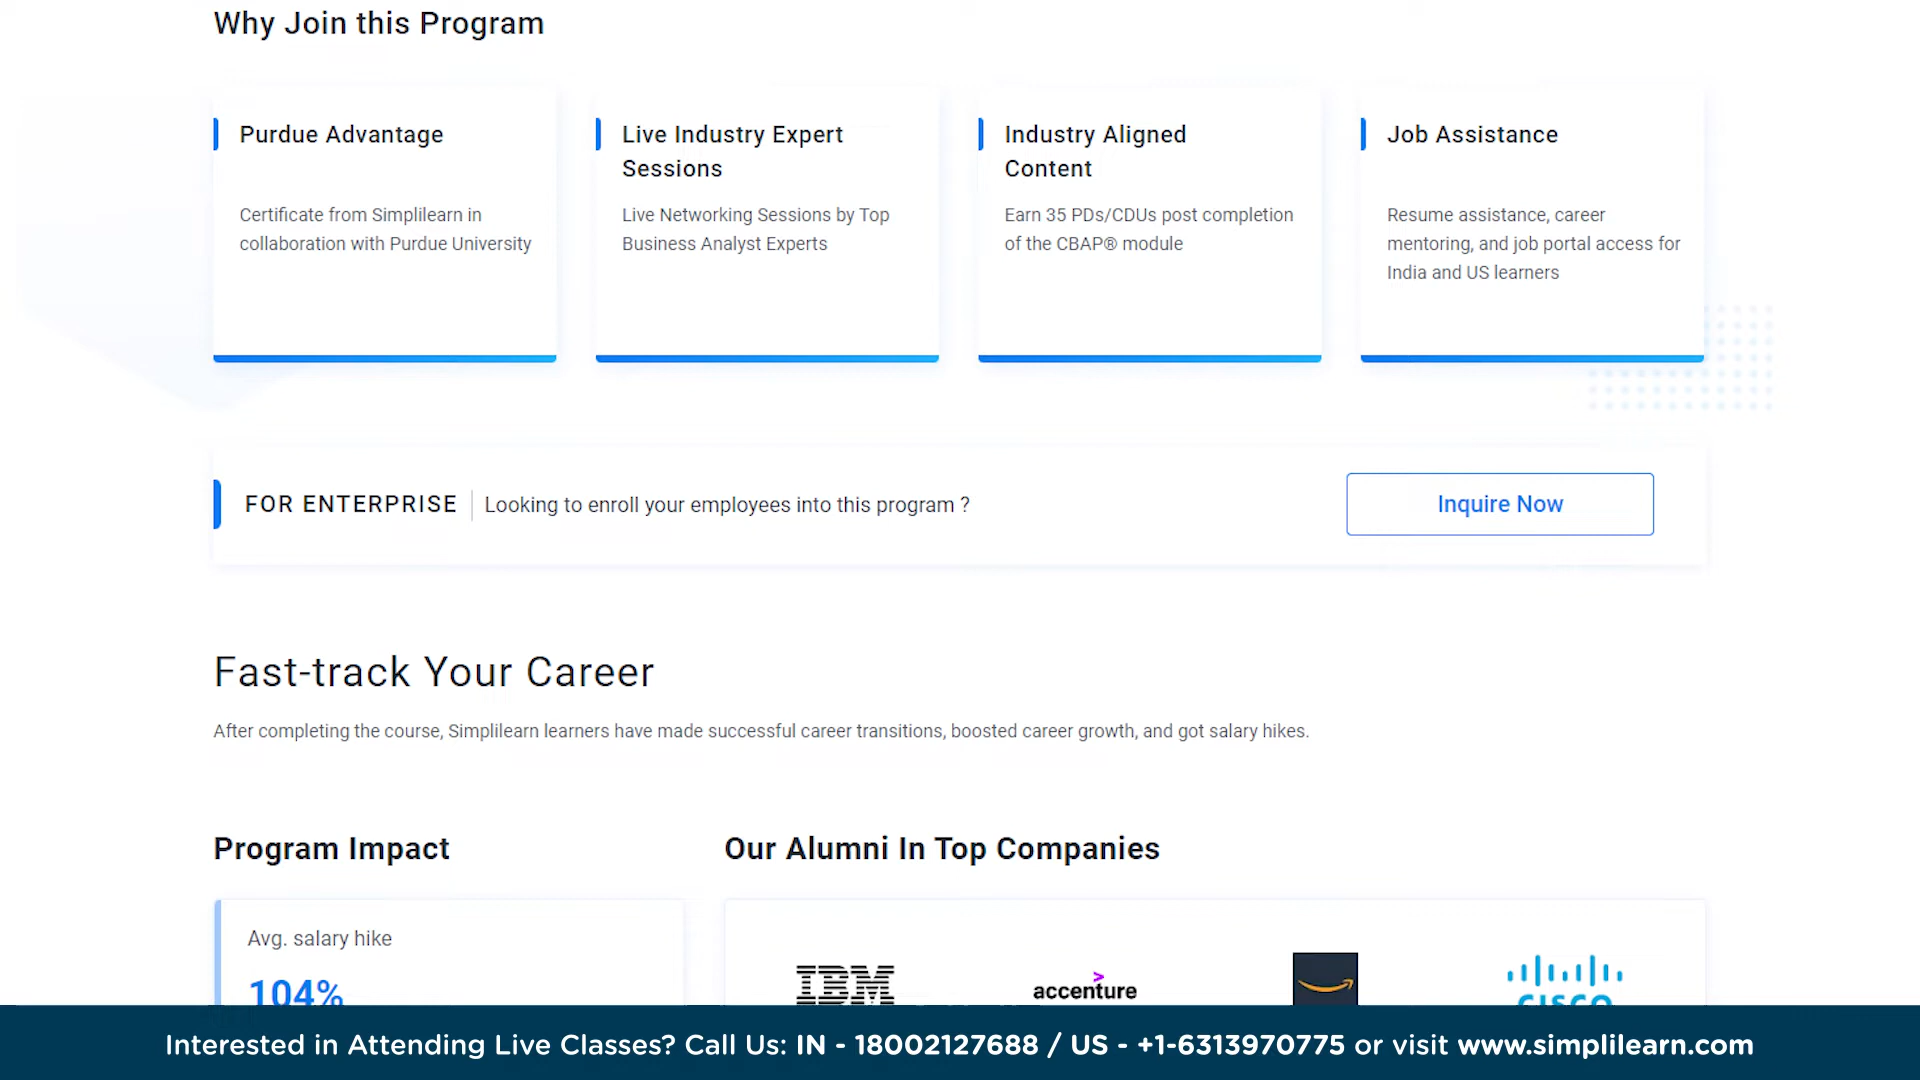 Why Join this Program
Purdue Advantage
Certificate from Simplilearn in
collaboration with Purdue University
Live Industry Expert
Sessions
Live Networking Sessions by Top
Business Analyst Experts
Industry Aligned
Content
Earn 35 PDs/CDUs post completion
of the CBAP® module
Job Assistance
Resume assistance, career
mentoring, and job portal access for
India and US learners
FOR ENTERPRISE
Looking to enroll your employees into this program ?
Inquire Now
Fast-track Your Career
After completing the course, Simplilearn learners have made successful career transitions, boosted career growth, and got salary hikes.
Program Impact
Avg. salary hike
104%
Our Alumni In Top Companies
IBM
accenture
CISCO
Interested in Attending Live Classes? Call Us: IN - 18002127688 / US - +1-6313970775 or visit www.simplilearn.com